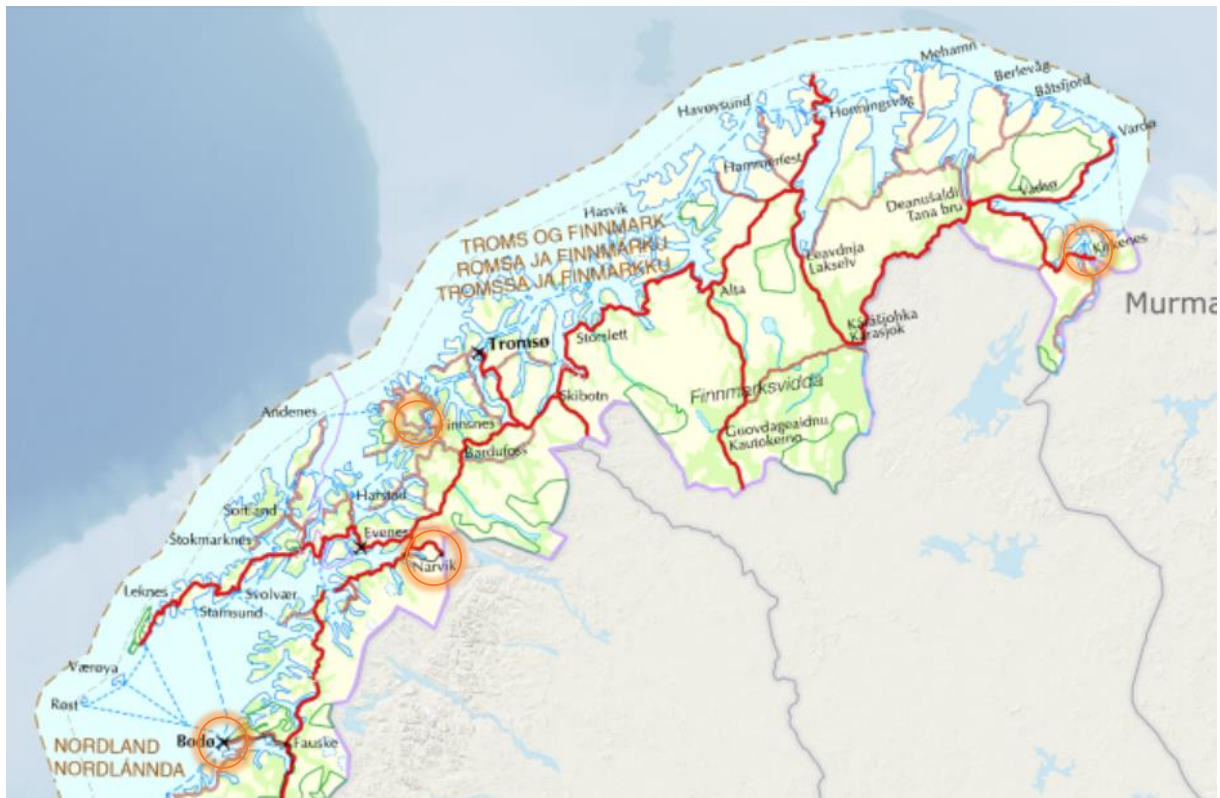 Mehamn
Berlevåg
Båtsfjord
Havøysund
Honningsvåg
Vardø
Hammerfest
Vadsø
Deanušaldi
Tana bru
Hasvik
TROMS OG FINNMARK
ROMSA JA FINNMÁRKU
TROMSSA JA FINMARKKU
Kirkenes
Leavdnja
Lakselv
Alta
Murma
Storslett
Kárášjohka
Karasjok
Tromsø
Finnmarksvidda
Skibotn
Andenes
innsnes
Guovdageaidnu
Kautokeino
Bardufoss
Harstad
Sortland
Evenes
Stokmarknes
Narvik
Leknes
Svolvær
Stamsund
Værøya
Røst
Bodø
Fauske
NORDLAND
NORDLÁNNDA